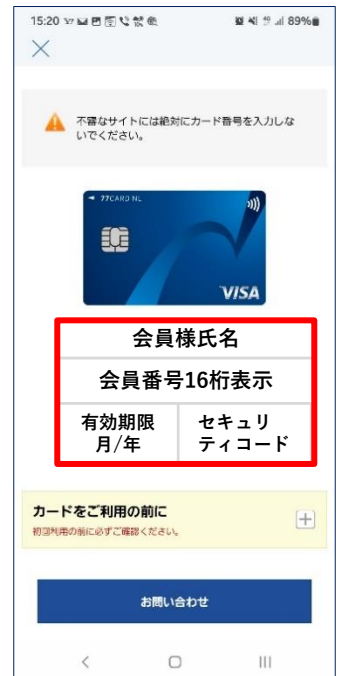 15:20
89%
不審なサイトには絶対にカード番号を入力しな
いでください。
77CARD NL
VISA
会員様氏名
会員番号16桁表示
有効期限
月/年
セキュリ
ティコード
カードをご利用の前に
初回利用の前に必ずご確認ください。
お問い合わせ